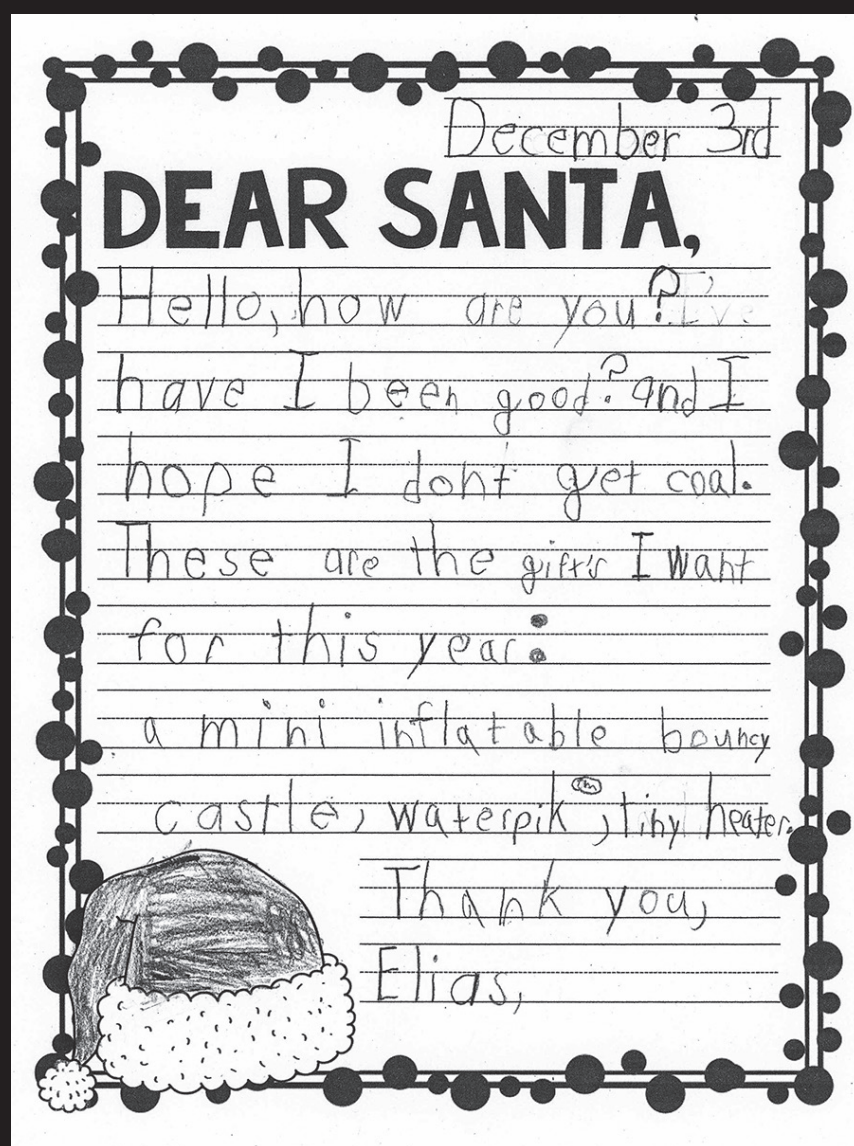 December 3rd
DEAR SANTA,
Hello, how are you? I've
have I been good? and I
hope I dont get coal.
These are the gift's I want
for this year:
a mini inflatable bouncy
castle, waterpik™, tiny heater.
Thank you,
Elias,